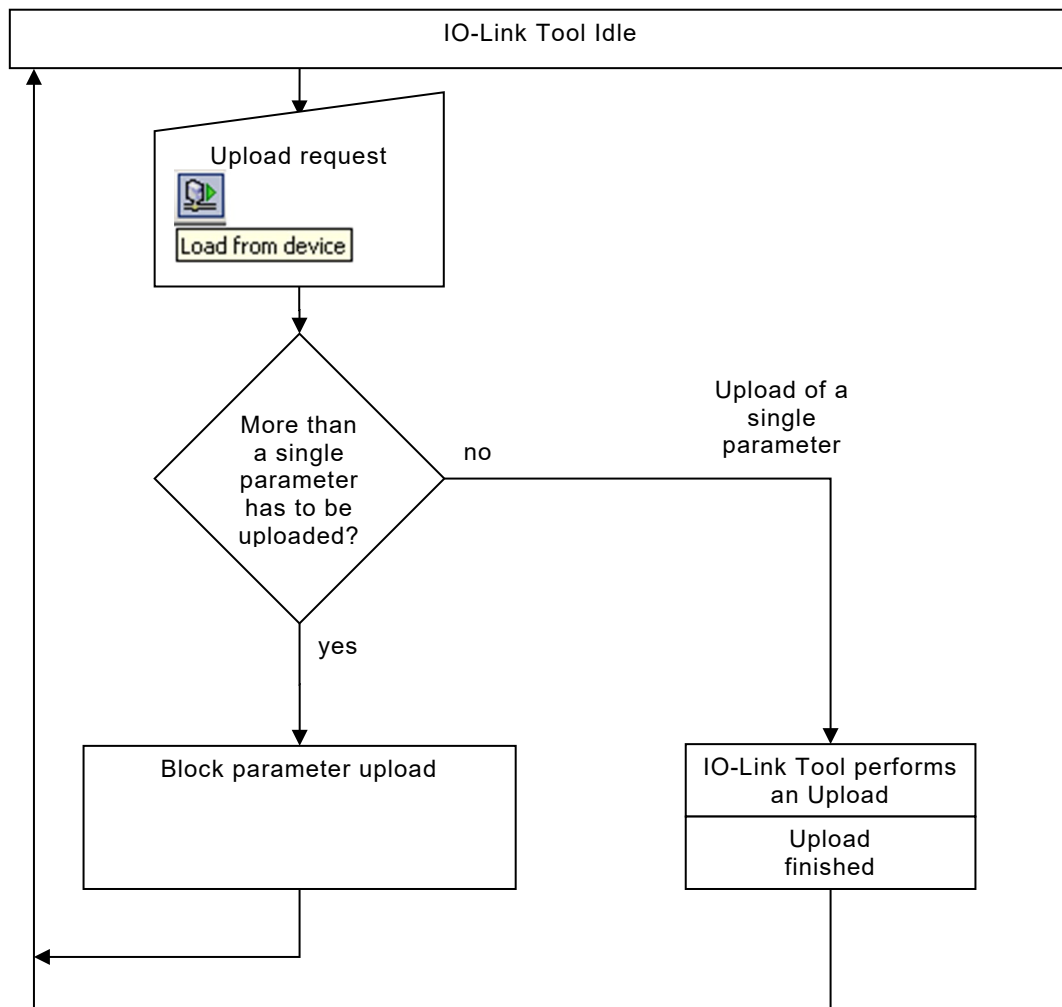 IO-Link Tool Idle
Upload request
Load from device
More than
a single
parameter
has to be
uploaded?
no
Upload of a
single
parameter
yes
Block parameter upload
IO-Link Tool performs
an Upload
Upload
finished